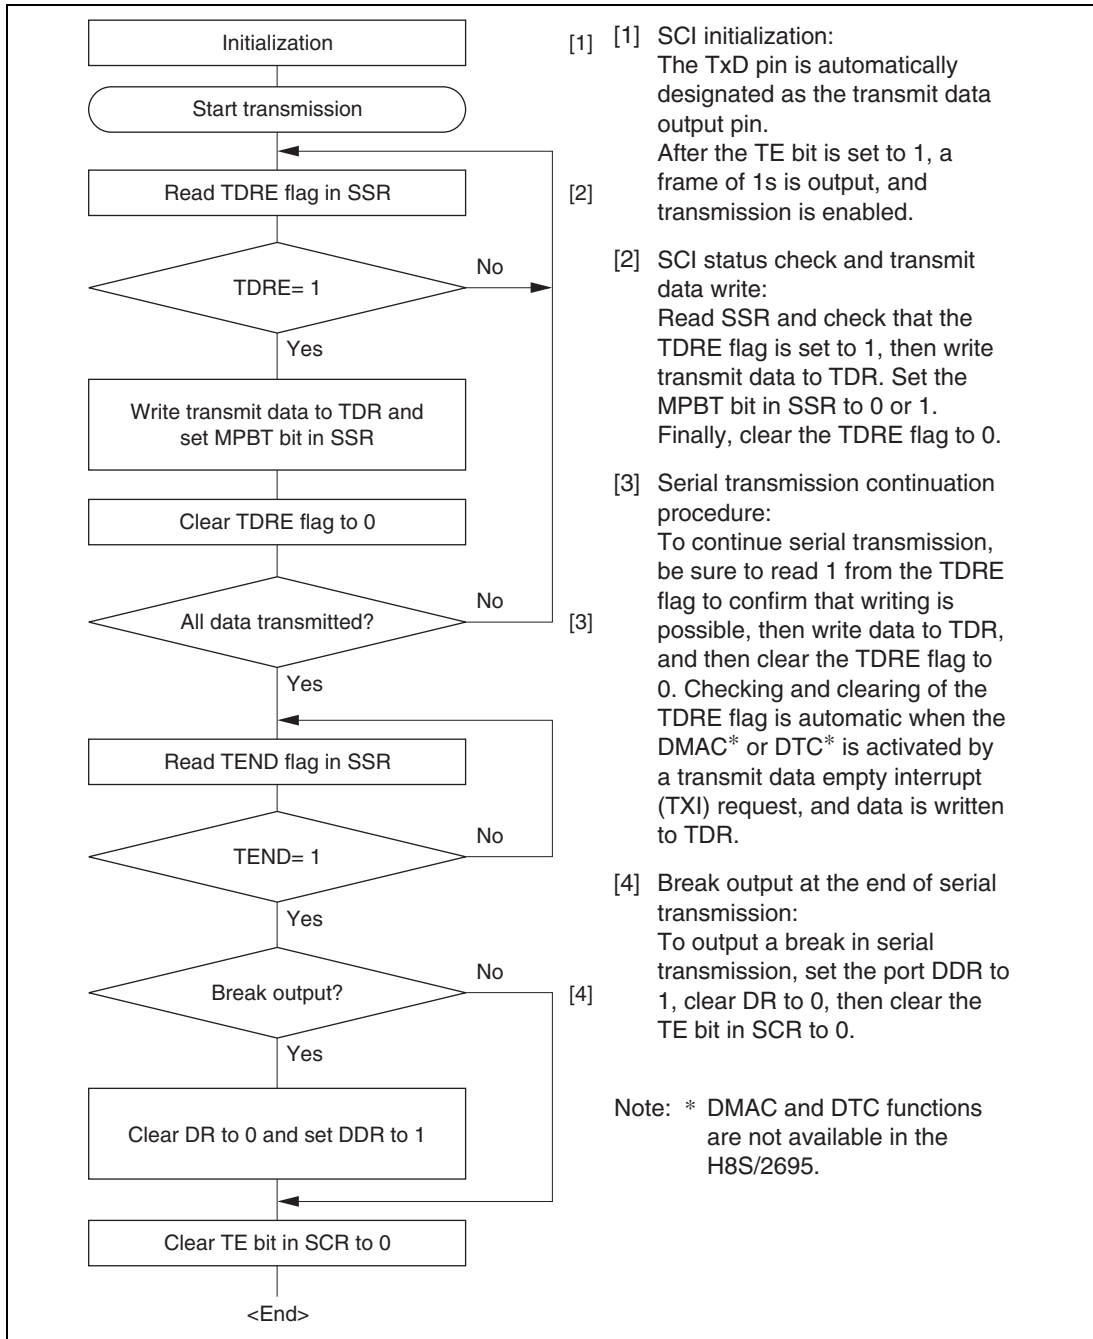 Initialization
[1]
Start transmission
Read TDRE flag in SSR
[2]
TDRE= 1
No
Yes
Write transmit data to TDR and
set MPBT bit in SSR
Clear TDRE flag to 0
All data transmitted?
No
[3]
Yes
Read TEND flag in SSR
TEND= 1
No
Yes
Break output?
No
[4]
Yes
Clear DR to 0 and set DDR to 1
Clear TE bit in SCR to 0
<End>
[1] SCI initialization:
The TxD pin is automatically
designated as the transmit data
output pin.
After the TE bit is set to 1, a
frame of 1s is output, and
transmission is enabled.
[2] SCI status check and transmit
data write:
Read SSR and check that the
TDRE flag is set to 1, then write
transmit data to TDR. Set the
MPBT bit in SSR to 0 or 1.
Finally, clear the TDRE flag to 0.
[3] Serial transmission continuation
procedure:
To continue serial transmission,
be sure to read 1 from the TDRE
flag to confirm that writing is
possible, then write data to TDR,
and then clear the TDRE flag to
0. Checking and clearing of the
TDRE flag is automatic when the
DMAC* or DTC* is activated by
a transmit data empty interrupt
(TXI) request, and data is written
to TDR.
[4] Break output at the end of serial
transmission:
To output a break in serial
transmission, set the port DDR to
1, clear DR to 0, then clear the
TE bit in SCR to 0.
Note: * DMAC and DTC functions
are not available in the
H8S/2695.